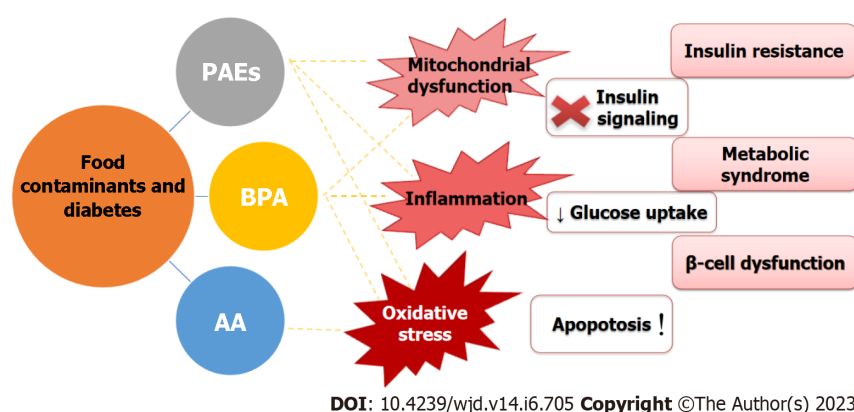 PAEs
Food
contaminants and
diabetes
BPA
AA
Mitochondrial
dysfunction
Inflammation
Oxidative
stress
Insulin
signaling
↓ Glucose uptake
Apopotosis !
Insulin resistance
Metabolic
syndrome
β-cell dysfunction
DOI: 10.4239/wjd.v14.i6.705 Copyright ©The Author(s) 2023